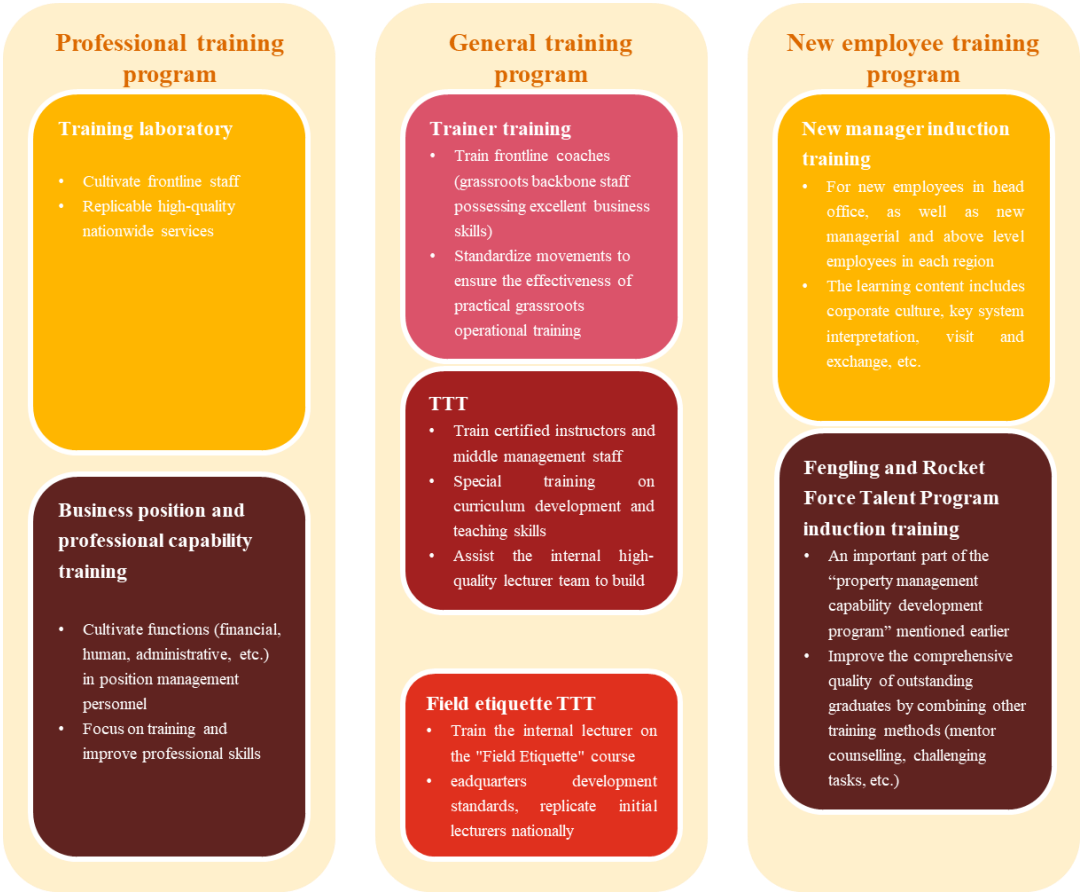 Professional training
program
Training laboratory
• Cultivate frontline staff
• Replicable high-quality
nationwide services
Business position and
professional capability
training
• Cultivate functions (financial,
human, administrative, etc.)
in position management
personnel
• Focus on training and
improve professional skills
General training
program
Trainer training
• Train frontline coaches
(grassroots backbone staff
possessing excellent business
skills)
• Standardize movements to
ensure the effectiveness of
practical grassroots
operational training
TTT
• Train certified instructors and
middle management staff
• Special training on
curriculum development and
teaching skills
• Assist the internal high-
quality lecturer team to build
Field etiquette TTT
• Train the internal lecturer on
the "Field Etiquette" course
• eadquarters development
standards, replicate initial
lecturers nationally
New employee training
program
New manager induction
training
• For new employees in head
office, as well as new
managerial and above level
employees in each region
• The learning content includes
corporate culture, key system
interpretation, visit and
exchange, etc.
Fengling and Rocket
Force Talent Program
induction training
• An important part of the
“property management
capability development
program” mentioned earlier
• Improve the comprehensive
quality of outstanding
graduates by combining other
training methods (mentor
counselling, challenging
tasks, etc.)